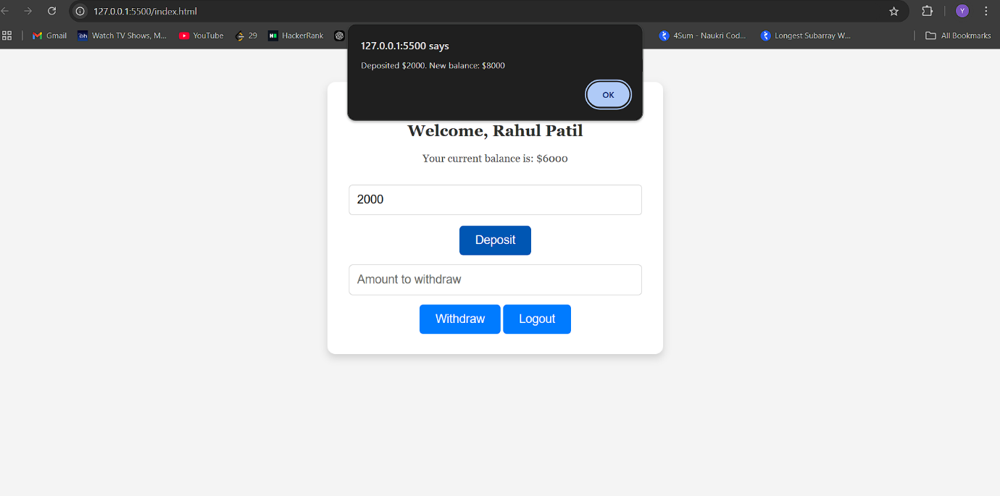 127.0.0.1:5500/index.html
Y
Gmail
Watch TV Shows, M...
YouTube
29
HackerRank
4Sum - Naukri Cod...
Longest Subarray W...
All Bookmarks
127.0.0.1:5500 says
Deposited $2000. New balance: $8000
OK
Welcome, Rahul Patil
Your current balance is: $6000
2000
Deposit
Amount to withdraw
Withdraw
Logout